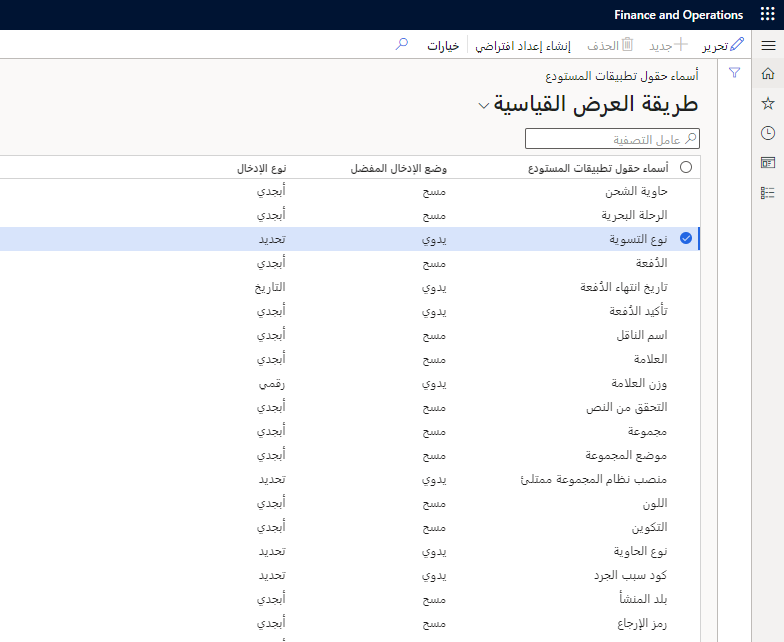 Finance and Operations
تحرير جديد الحذف إنشاء إعداد افتراضي خيارات
أسماء حقول تطبيقات المستودع
طريقة العرض القياسية
عامل التصفية
أسماء حقول تطبيقات المستودع وضع الإدخال المفضل نوع الإدخال
حاوية الشحن مسح أبجدي
الرحلة البحرية مسح أبجدي
نوع التسوية يدوي تحديد
الدُفعة مسح أبجدي
تاريخ انتهاء الدُفعة يدوي التاريخ
تأكيد الدُفعة يدوي أبجدي
اسم الناقل مسح أبجدي
العلامة مسح أبجدي
وزن العلامة يدوي رقمي
التحقق من النص مسح أبجدي
مجموعة مسح أبجدي
موضع المجموعة مسح أبجدي
منصب نظام المجموعة ممتلئ يدوي تحديد
اللون مسح أبجدي
التكوين مسح أبجدي
نوع الحاوية يدوي تحديد
كود سبب الجرد يدوي تحديد
بلد المنشأ مسح أبجدي
رمز الإرجاع مسح أبجدي